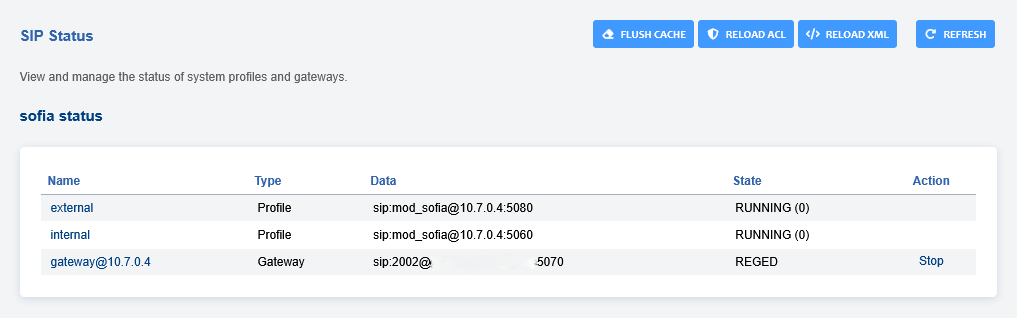 SIP Status
FLUSH CACHE RELOAD ACL RELOAD XML REFRESH
View and manage the status of system profiles and gateways.
sofia status
Name Type Data State Action
external Profile sip:mod_sofia@10.7.0.4:5080 RUNNING (0)
internal Profile sip:mod_sofia@10.7.0.4:5060 RUNNING (0)
gateway@10.7.0.4 Gateway sip:2002@ 5070 REGED Stop